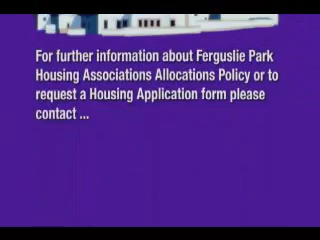 For further information about Ferguslie Park
Housing Associations Allocations Policy or to
request a Housing Application form please
contact ...